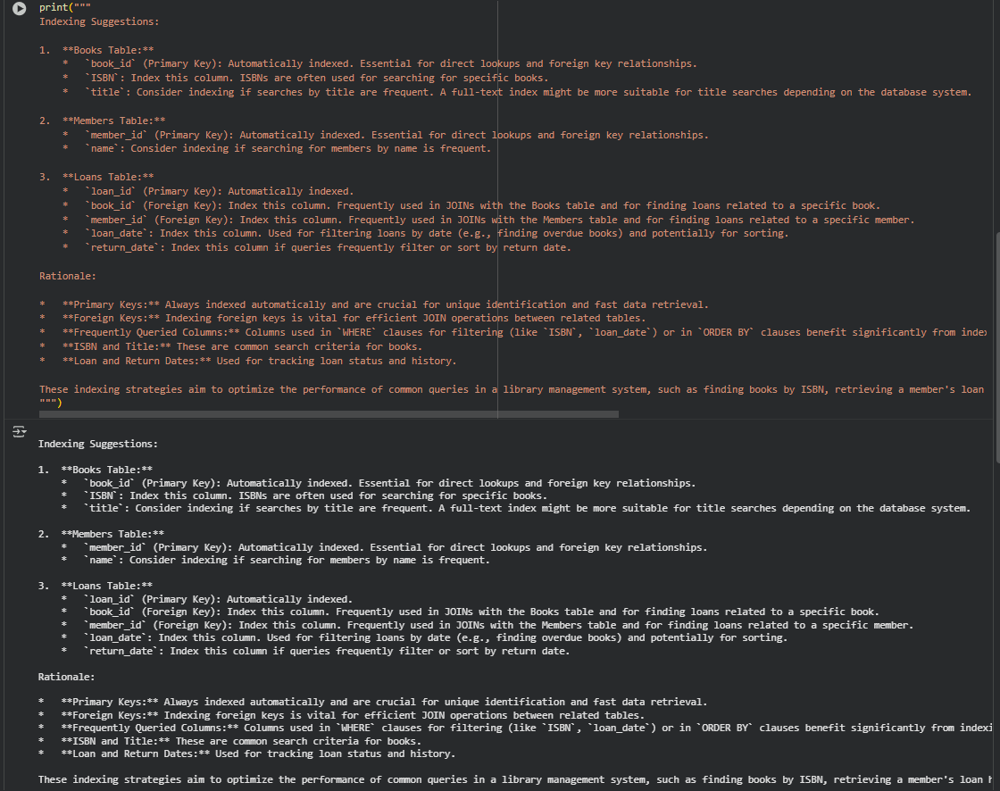 print("""
Indexing Suggestions:
1.  **Books Table:**
    *   `book_id` (Primary Key): Automatically indexed. Essential for direct lookups and foreign key relationships.
    *   `ISBN`: Index this column. ISBNs are often used for searching for specific books.
    *   `title`: Consider indexing if searches by title are frequent. A full-text index might be more suitable for title searches depending on the database system.
2.  **Members Table:**
    *   `member_id` (Primary Key): Automatically indexed. Essential for direct lookups and foreign key relationships.
    *   `name`: Consider indexing if searching for members by name is frequent.
3.  **Loans Table:**
    *   `loan_id` (Primary Key): Automatically indexed.
    *   `book_id` (Foreign Key): Index this column. Frequently used in JOINs with the Books table and for finding loans related to a specific book.
    *   `member_id` (Foreign Key): Index this column. Frequently used in JOINs with the Members table and for finding loans related to a specific member.
    *   `loan_date`: Index this column. Used for filtering loans by date (e.g., finding overdue books) and potentially for sorting.
    *   `return_date`: Index this column if queries frequently filter or sort by return date.
Rationale:
*   **Primary Keys:** Always indexed automatically and are crucial for unique identification and fast data retrieval.
*   **Foreign Keys:** Indexing foreign keys is vital for efficient JOIN operations between related tables.
*   **Frequently Queried Columns:** Columns used in `WHERE` clauses for filtering (like `ISBN`, `loan_date`) or in `ORDER BY` clauses benefit significantly from
*   **ISBN and Title:** These are common search criteria for books.
*   **Loan and Return Dates:** Used for tracking loan status and history.
These indexing strategies aim to optimize the performance of common queries in a library management system, such as finding books by ISBN, retrieving a member's loan
""")
Indexing Suggestions:
1.  **Books Table:**
    *   `book_id` (Primary Key): Automatically indexed. Essential for direct lookups and foreign key relationships.
    *   `ISBN`: Index this column. ISBNs are often used for searching for specific books.
    *   `title`: Consider indexing if searches by title are frequent. A full-text index might be more suitable for title searches depending on the database system.
2.  **Members Table:**
    *   `member_id` (Primary Key): Automatically indexed. Essential for direct lookups and foreign key relationships.
    *   `name`: Consider indexing if searching for members by name is frequent.
3.  **Loans Table:**
    *   `loan_id` (Primary Key): Automatically indexed.
    *   `book_id` (Foreign Key): Index this column. Frequently used in JOINs with the Books table and for finding loans related to a specific book.
    *   `member_id` (Foreign Key): Index this column. Frequently used in JOINs with the Members table and for finding loans related to a specific member.
    *   `loan_date`: Index this column. Used for filtering loans by date (e.g., finding overdue books) and potentially for sorting.
    *   `return_date`: Index this column if queries frequently filter or sort by return date.
Rationale:
*   **Primary Keys:** Always indexed automatically and are crucial for unique identification and fast data retrieval.
*   **Foreign Keys:** Indexing foreign keys is vital for efficient JOIN operations between related tables.
*   **Frequently Queried Columns:** Columns used in `WHERE` clauses for filtering (like `ISBN`, `loan_date`) or in `ORDER BY` clauses benefit significantly from
*   **ISBN and Title:** These are common search criteria for books.
*   **Loan and Return Dates:** Used for tracking loan status and history.
These indexing strategies aim to optimize the performance of common queries in a library management system, such as finding books by ISBN, retrieving a member's loan